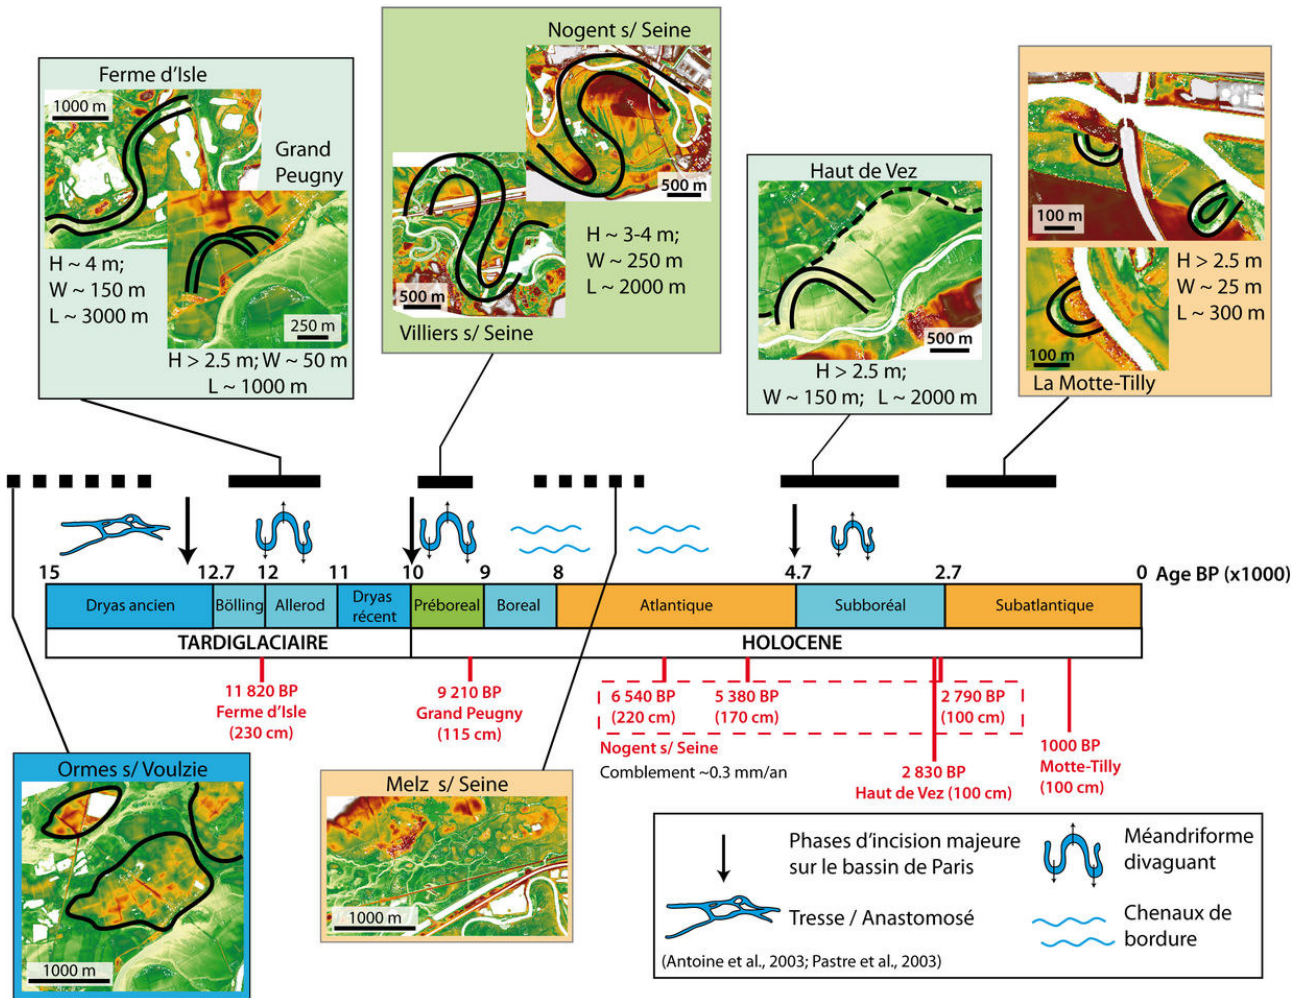 Ferme d'Isle
1000 m
Grand
Peugny
H ~ 4 m;
W ~ 150 m
L ~ 3000 m
250 m
H > 2.5 m; W ~ 50 m
L ~ 1000 m
Nogent s/ Seine
500 m
H ~ 3-4 m;
W ~ 250 m
L ~ 2000 m
500 m
Villiers s/ Seine
Haut de Vez
500 m
H > 2.5 m;
W ~ 150 m; L ~ 2000 m
100 m
H > 2.5 m
W ~ 25 m
L ~ 300 m
100 m
La Motte-Tilly
15 12.7 12 11 10 9 8 4.7 2.7 0 Age BP (x1000)
Dryas ancien Bölling Allerod Dryas récent Préboreal Boreal Atlantique Subboréal Subatlantique
TARDIGLACIAIRE HOLOCENE
11 820 BP
Ferme d'Isle
(230 cm)
9 210 BP
Grand Peugny
(115 cm)
6 540 BP
(220 cm)
5 380 BP
(170 cm)
2 790 BP
(100 cm)
Nogent s/ Seine
Comblement ~0.3 mm/an
2 830 BP
Haut de Vez (100 cm)
1000 BP
Motte-Tilly
(100 cm)
Ormes s/ Voulzie
1000 m
Melz s/ Seine
1000 m
Phases d'incision majeure
sur le bassin de Paris
Méandriforme
divaguant
Tresse / Anastomosé
Chenaux de
bordure
(Antoine et al., 2003; Pastre et al., 2003)